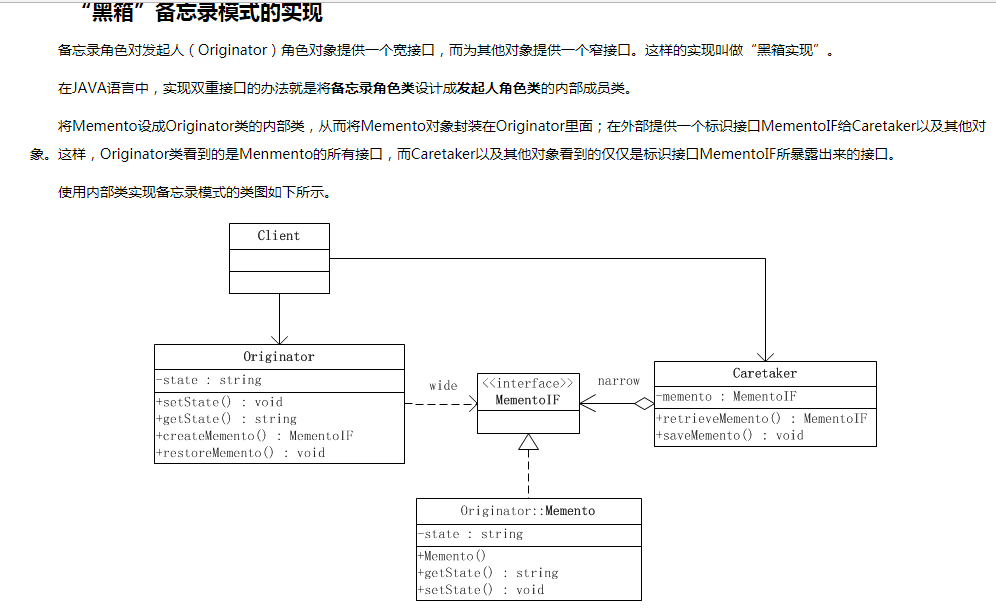 “黑箱”备忘录模式的实现
备忘录角色对发起人（Originator）角色对象提供一个宽接口，而为其他对象提供一个窄接口。这样的实现叫做“黑箱实现”。
在JAVA语言中，实现双重接口的办法就是将备忘录角色类设计成发起人角色类的内部成员类。
将Memento设成Originator类的内部类，从而将Memento对象封装在Originator里面；在外部提供一个标识接口MementoIF给Caretaker以及其他对
象。这样，Originator类看到的是Menmento的所有接口，而Caretaker以及其他对象看到的仅仅是标识接口MementoIF所暴露出来的接口。
使用内部类实现备忘录模式的类图如下所示。
Client
Originator
-state : string
+setState() : void
+getState() : string
+createMemento() : MementoIF
+restoreMemento() : void
wide
<<interface>>
MementoIF
narrow
Caretaker
-memento : MementoIF
+retrieveMemento() : MementoIF
+saveMemento() : void
Originator::Memento
-state : string
+Memento()
+getState() : string
+setState() : void